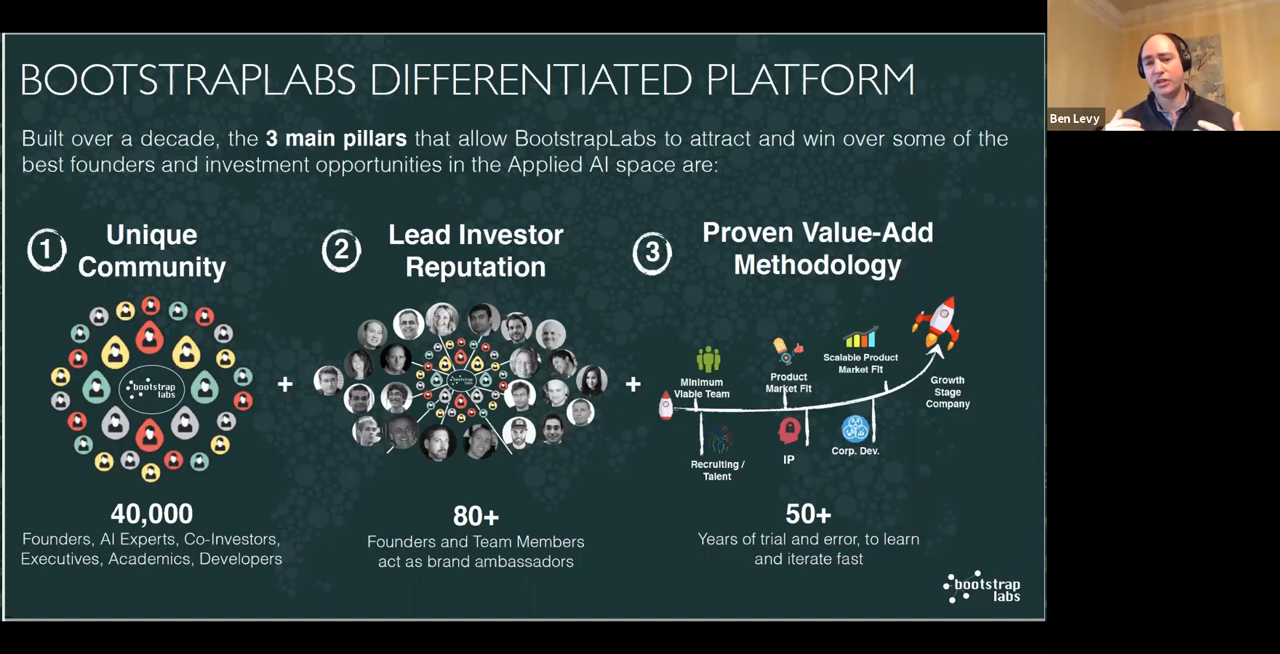 BOOTSTRAPLABS DIFFERENTIATED PLATFORM
Built over a decade, the 3 main pillars that allow BootstrapLabs to attract and win over some of the
best founders and investment opportunities in the Applied AI space are:
1
Unique
Community
bootstrap
labs
40,000
Founders, AI Experts, Co-Investors,
Executives, Academics, Developers
+
2
Lead Investor
Reputation
bootstrap
labs
80+
Founders and Team Members
act as brand ambassadors
+
3
Proven Value-Add
Methodology
Minimum
Viable Team
Product
Market Fit
Scalable Product
Market Fit
Growth
Stage
Company
Recruiting /
Talent
IP
Corp. Dev.
50+
Years of trial and error, to learn
and iterate fast
bootstrap
labs
Ben Levy